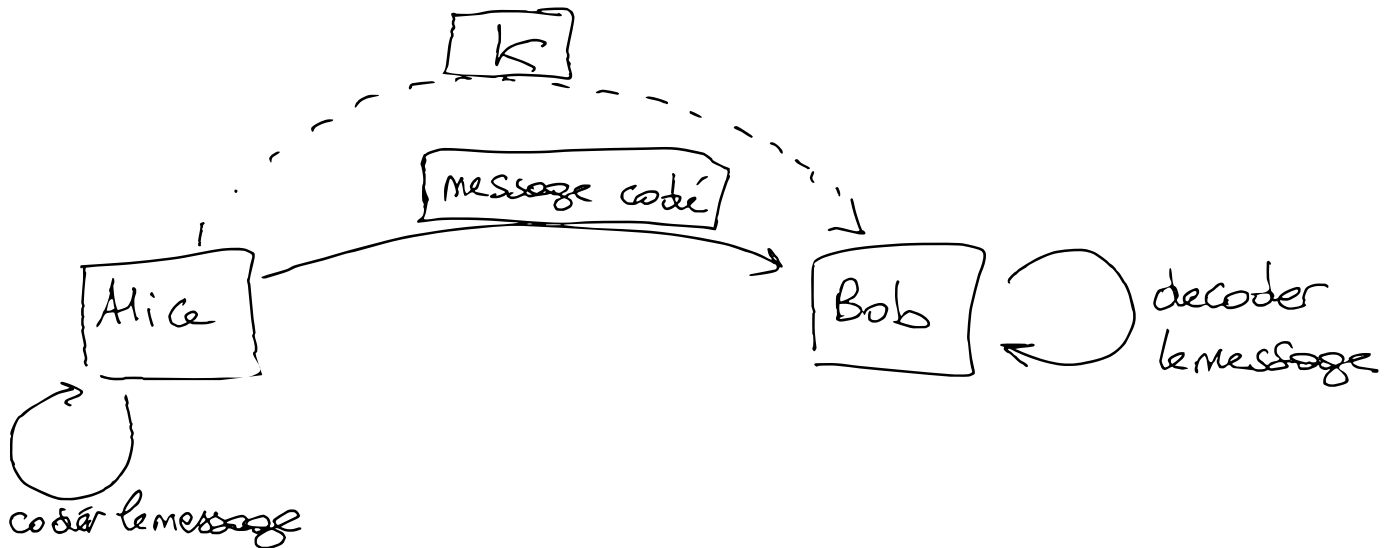 K
message codé
Alice
Bob
decoder
le message
coder le message